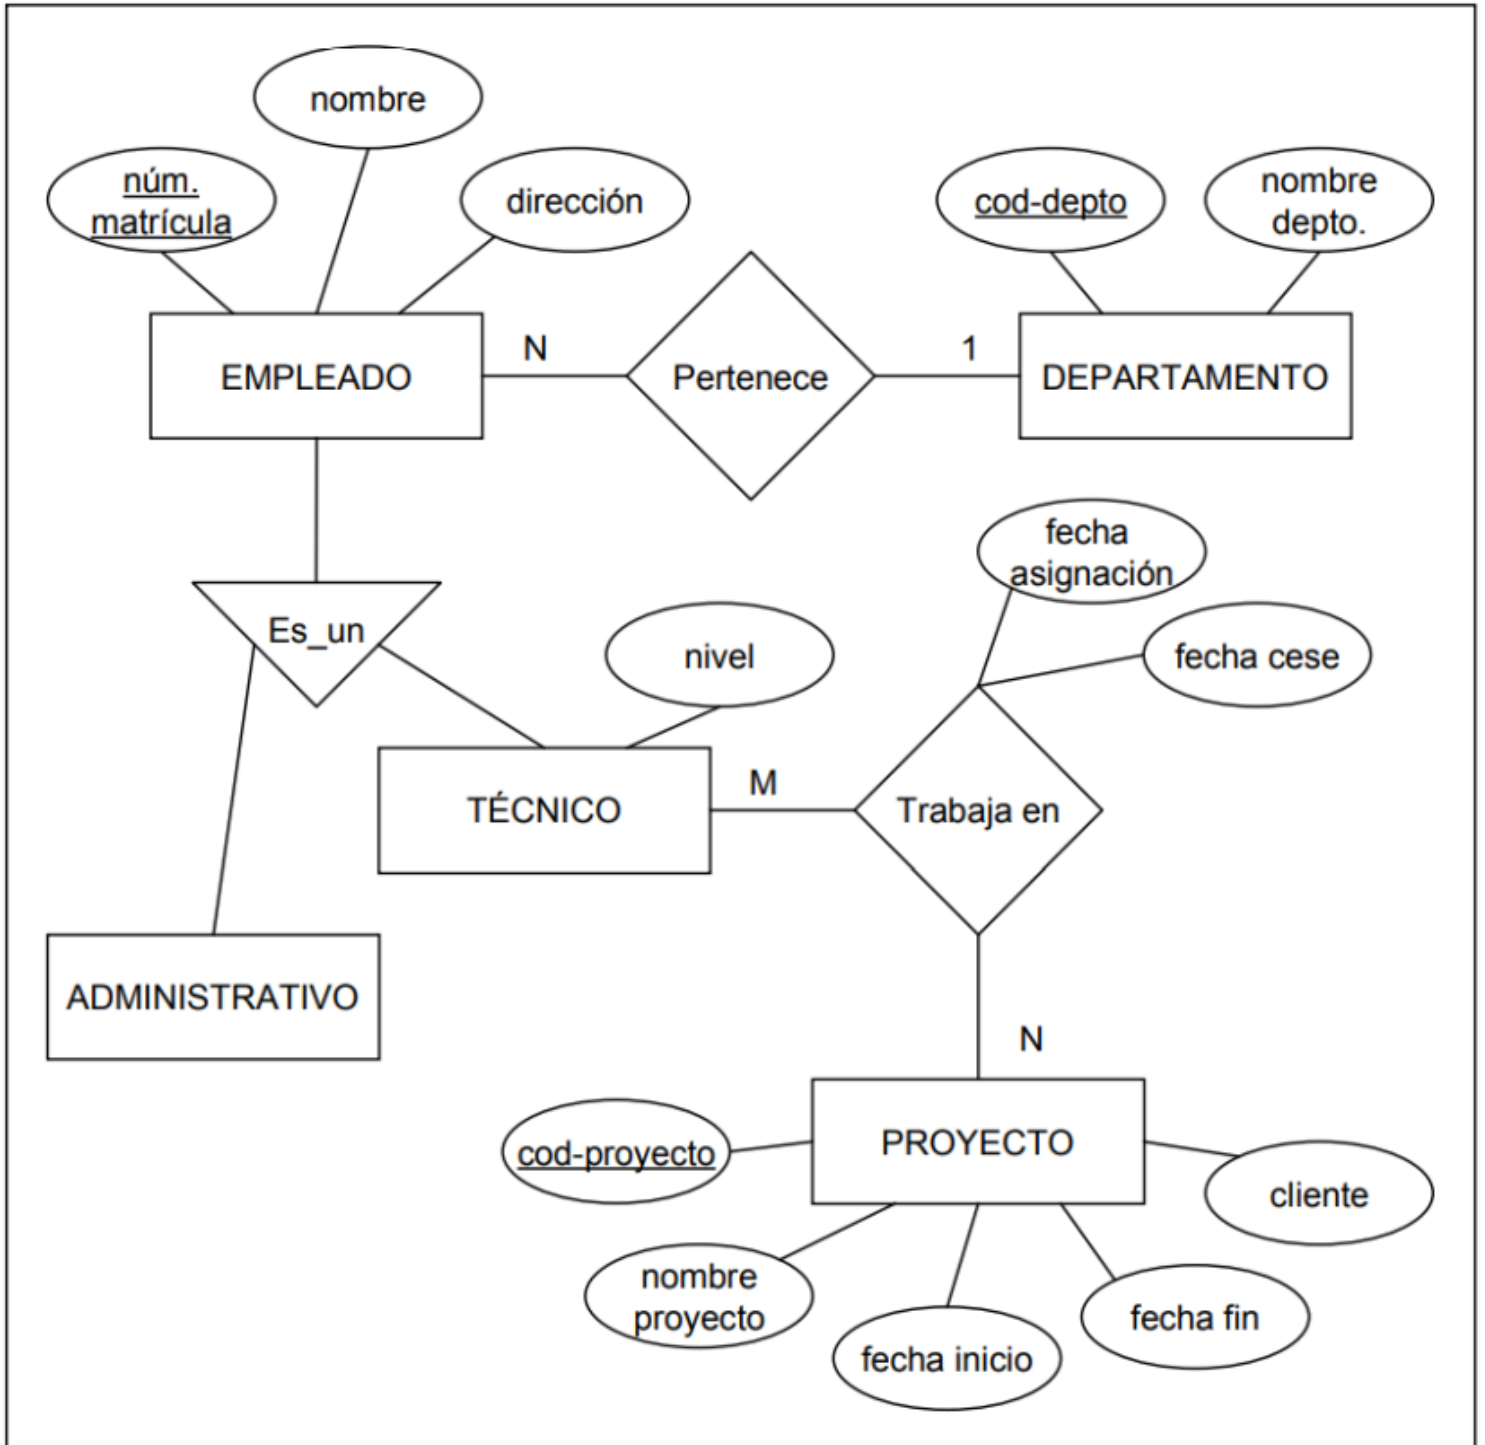 nombre
núm.
matrícula
dirección
cod-depto
nombre
depto.
EMPLEADO
N
Pertenece
1
DEPARTAMENTO
fecha
asignación
fecha cese
Es_un
nivel
TÉCNICO
M
Trabaja en
ADMINISTRATIVO
N
PROYECTO
cod-proyecto
cliente
nombre
proyecto
fecha inicio
fecha fin